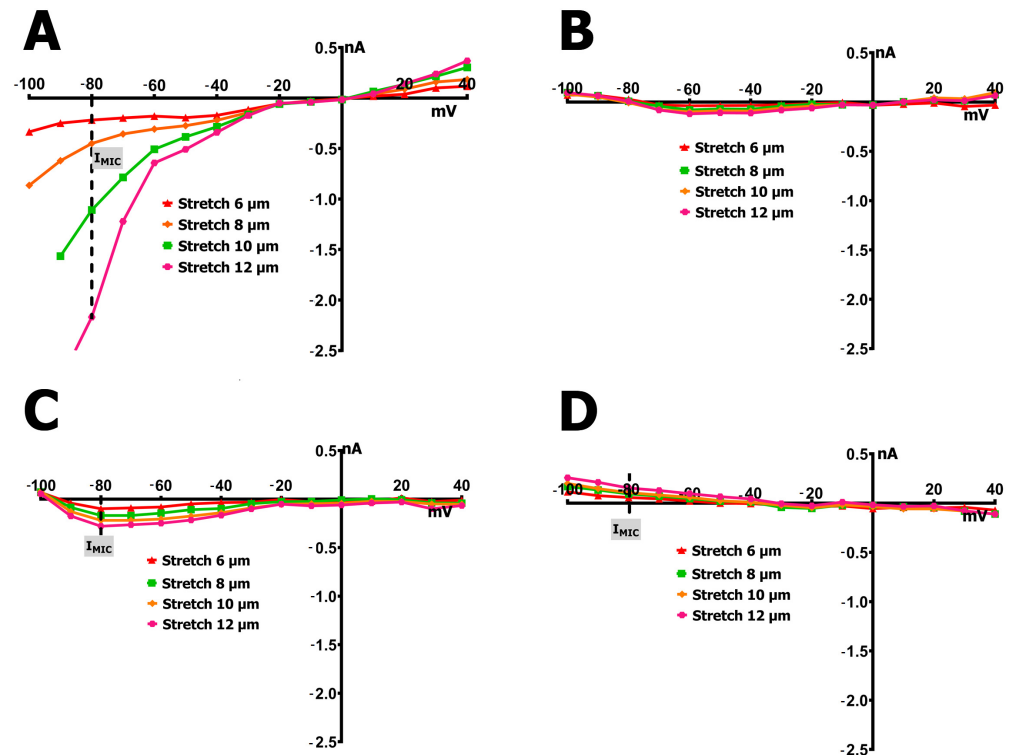 A
0.5 nA
-100 -80 -60 -40 -20 20 40
mV
I_MIC
-0.5
-1.0
-1.5
-2.0
-2.5
Stretch 6 µm
Stretch 8 µm
Stretch 10 µm
Stretch 12 µm
B
0.5 nA
-100 -80 -60 -40 -20 20 40
mV
-0.5
-1.0
-1.5
-2.0
-2.5
Stretch 6 µm
Stretch 8 µm
Stretch 10 µm
Stretch 12 µm
C
0.5 nA
-100 -80 -60 -40 -20 20 40
mV
I_MIC
-0.5
-1.0
-1.5
-2.0
-2.5
Stretch 6 µm
Stretch 8 µm
Stretch 10 µm
Stretch 12 µm
D
0.5 nA
-100 -80 -60 -40 -20 20 40
mV
I_MIC
-0.5
-1.0
-1.5
-2.0
-2.5
Stretch 6 µm
Stretch 8 µm
Stretch 10 µm
Stretch 12 µm